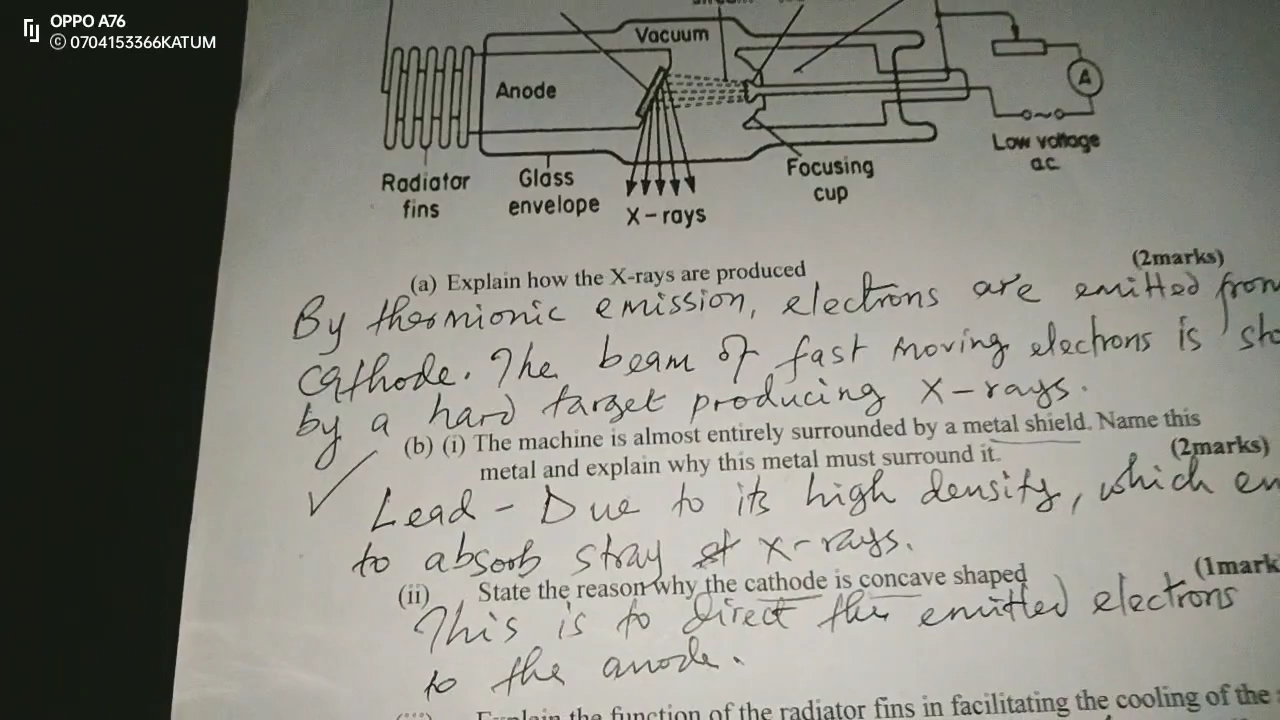 OPPO A76
© 0704153366KATUM
Vacuum
Anode
A
Low voltage
a.c.
Radiator
fins
Glass
envelope
X-rays
Focusing
cup
(2marks)
(a) Explain how the X-rays are produced
By thermionic emission, electrons are emitted from
cathode. The beam of fast moving electrons is
by a hard target producing X-rays.
(b) (i) The machine is almost entirely surrounded by a metal shield. Name this
metal and explain why this metal must surround it.
(2marks)
Lead - Due to its high density, which
to absorb stray X-rays.
(1mark
(ii) State the reason why the cathode is concave shaped
This is to direct the emitted electrons
to the anode.
Explain the function of the radiator fins in facilitating the cooling of the